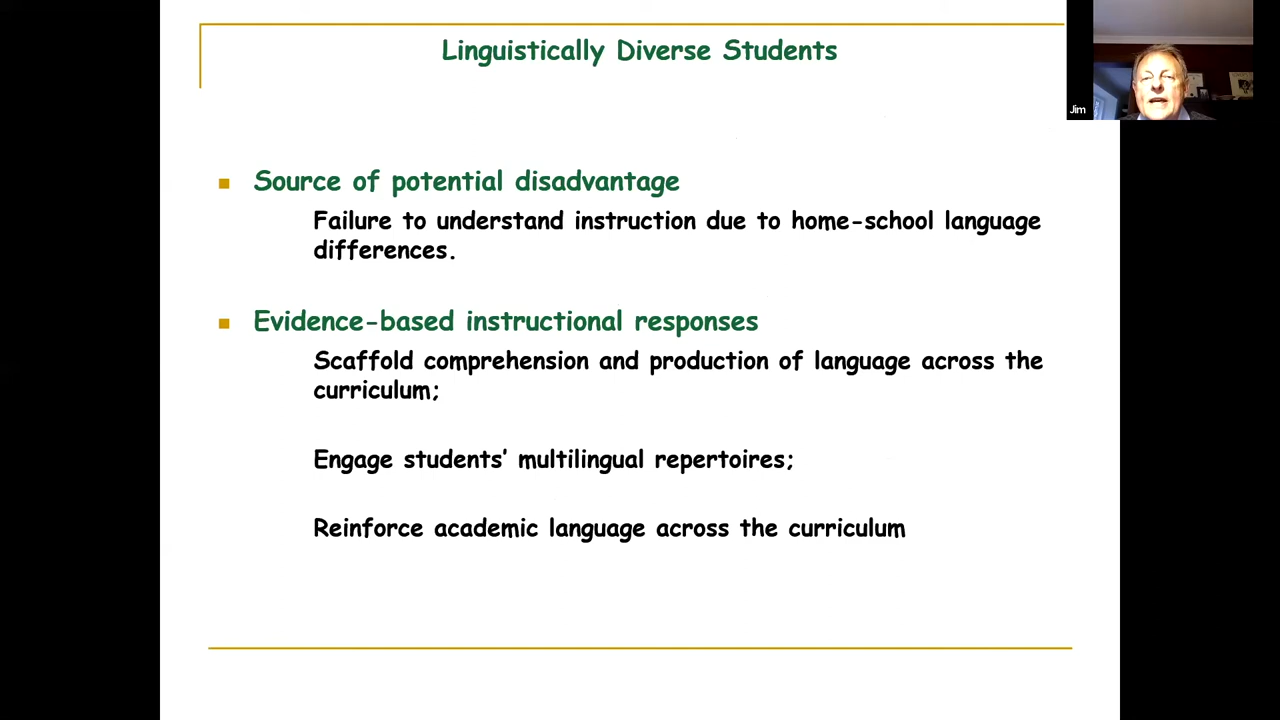 Linguistically Diverse Students
Jim
Source of potential disadvantage
Failure to understand instruction due to home-school language
differences.
Evidence-based instructional responses
Scaffold comprehension and production of language across the
curriculum;
Engage students’ multilingual repertoires;
Reinforce academic language across the curriculum